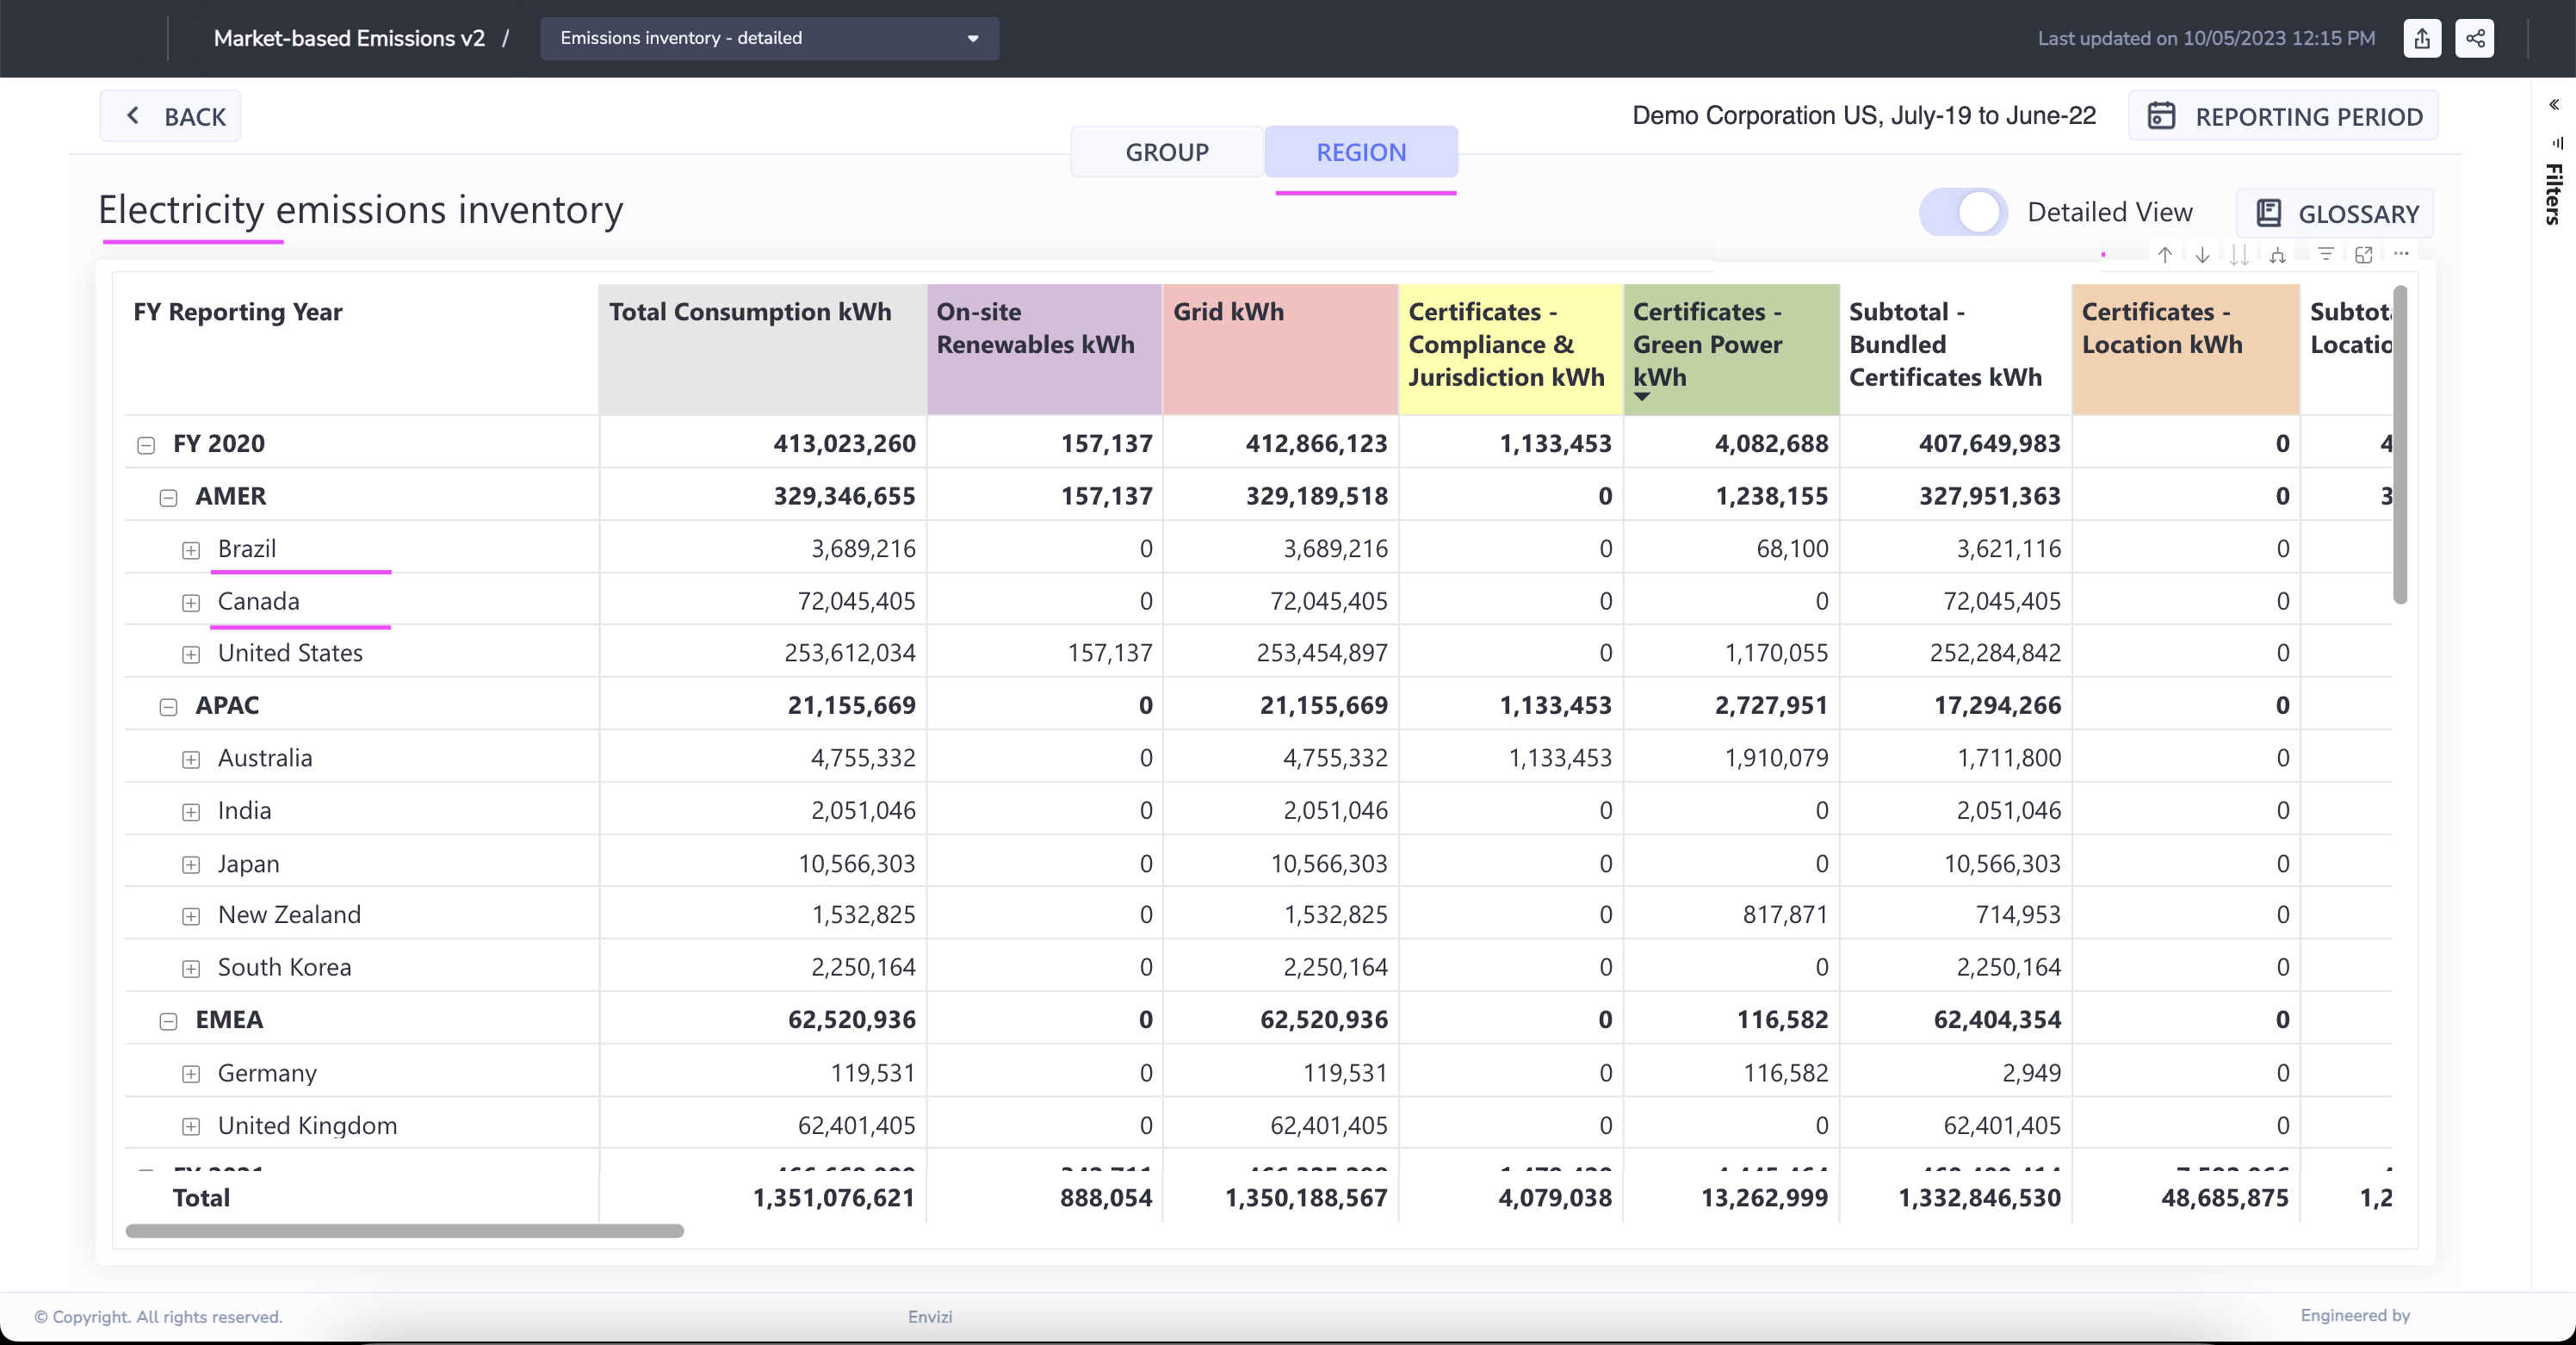 Market-based Emissions v2 / Emissions inventory - detailed Last updated on 10/05/2023 12:15 PM
BACK
Demo Corporation US, July-19 to June-22 REPORTING PERIOD
GROUP REGION
Filters
Electricity emissions inventory Detailed View GLOSSARY
FY Reporting Year Total Consumption kWh On-site Grid kWh Certificates - Certificates - Subtotal - Certificates -
Renewables kWh Compliance & Green Power Bundled Location kWh
Jurisdiction kWh kWh Certificates kWh
FY 2020 413,023,260 157,137 412,866,123 1,133,453 4,082,688 407,649,983 0 4
AMER 329,346,655 157,137 329,189,518 0 1,238,155 327,951,363 0 3
Brazil 3,689,216 0 3,689,216 0 68,100 3,621,116 0
Canada 72,045,405 0 72,045,405 0 0 72,045,405 0
United States 253,612,034 157,137 253,454,897 0 1,170,055 252,284,842 0
APAC 21,155,669 0 21,155,669 1,133,453 2,727,951 17,294,266 0
Australia 4,755,332 0 4,755,332 1,133,453 1,910,079 1,711,800 0
India 2,051,046 0 2,051,046 0 0 2,051,046 0
Japan 10,566,303 0 10,566,303 0 0 10,566,303 0
New Zealand 1,532,825 0 1,532,825 0 817,871 714,953 0
South Korea 2,250,164 0 2,250,164 0 0 2,250,164 0
EMEA 62,520,936 0 62,520,936 0 116,582 62,404,354 0
Germany 119,531 0 119,531 0 116,582 2,949 0
United Kingdom 62,401,405 0 62,401,405 0 0 62,401,405 0
FY 2021
Total 1,351,076,621 888,054 1,350,188,567 4,079,038 13,262,999 1,332,846,530 48,685,875 1,2
© Copyright. All rights reserved. Envizi Engineered by